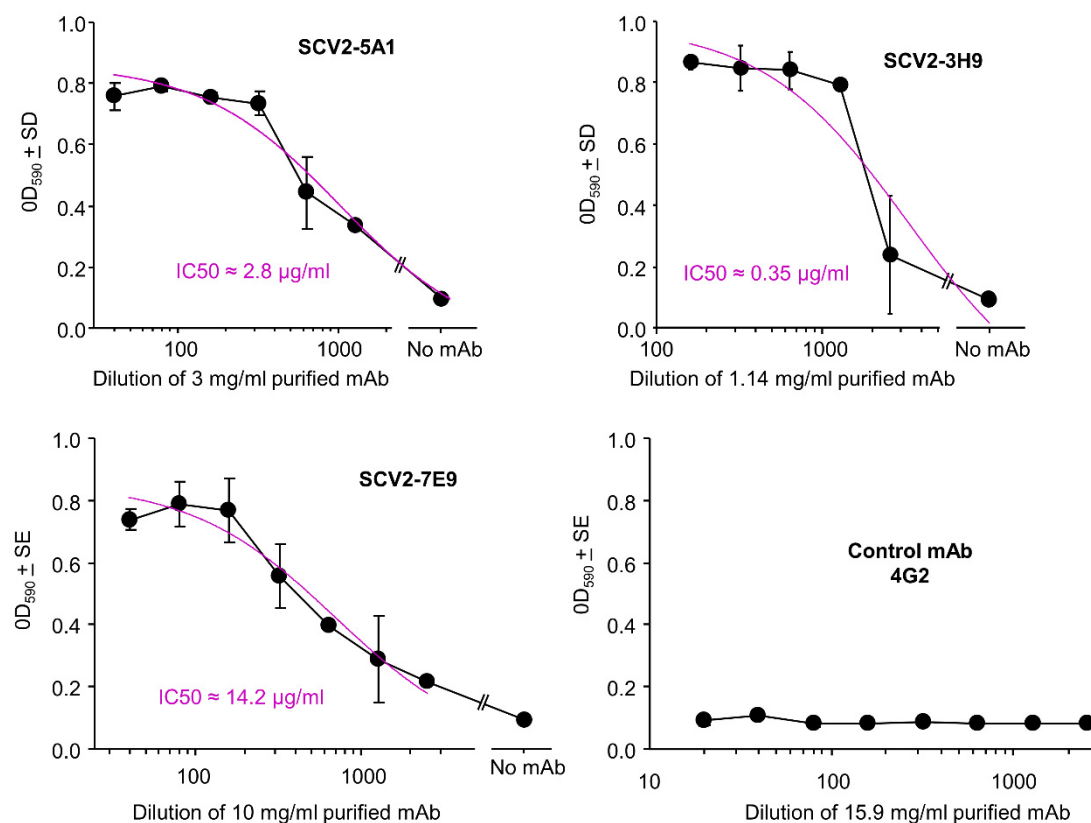 SCV2-5A1
1.0
0.8
0.6
0.4
0.2
0.0
0D590 ± SD
IC50 ≈ 2.8 µg/ml
100
1000
No mAb
Dilution of 3 mg/ml purified mAb
SCV2-3H9
1.0
0.8
0.6
0.4
0.2
0.0
0D590 ± SD
IC50 ≈ 0.35 µg/ml
100
1000
No mAb
Dilution of 1.14 mg/ml purified mAb
SCV2-7E9
1.0
0.8
0.6
0.4
0.2
0.0
0D590 ± SE
IC50 ≈ 14.2 µg/ml
100
1000
No mAb
Dilution of 10 mg/ml purified mAb
Control mAb
4G2
1.0
0.8
0.6
0.4
0.2
0.0
0D590 ± SE
10
100
1000
Dilution of 15.9 mg/ml purified mAb